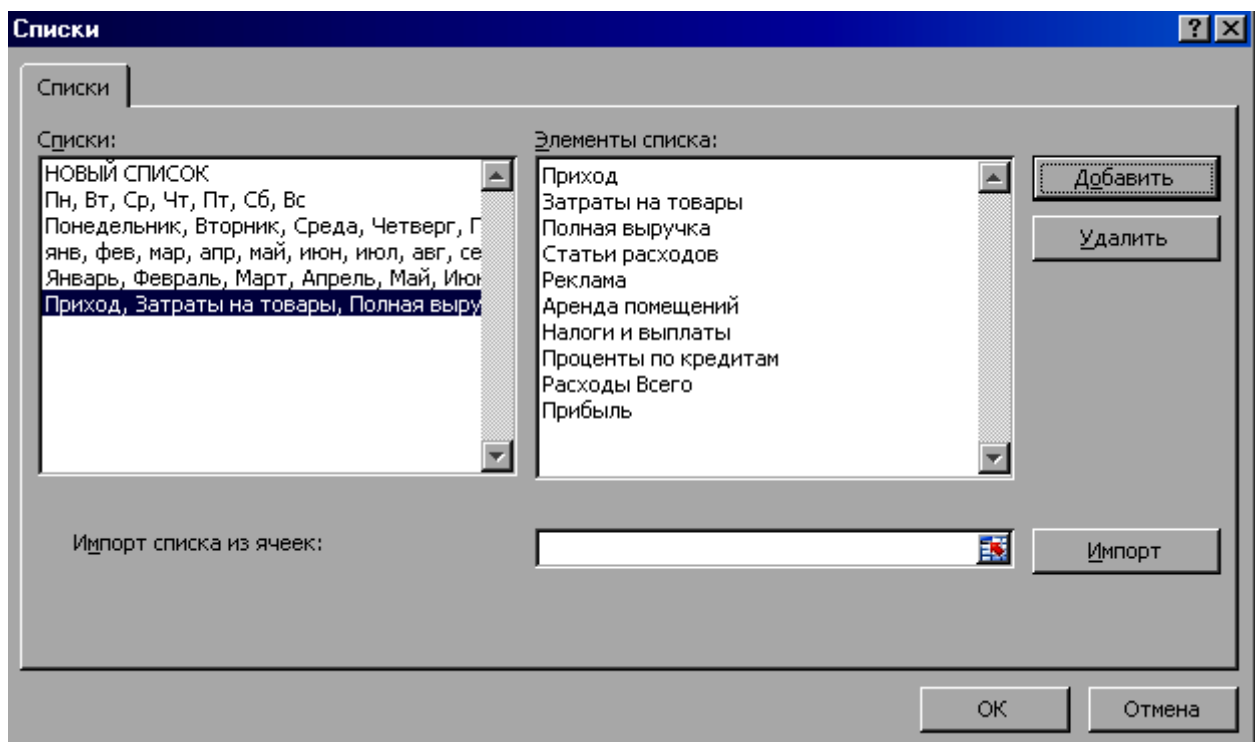 Списки
Списки
Списки:
НОВЫЙ СПИСОК
Пн, Вт, Ср, Чт, Пт, Сб, Вс
Понедельник, Вторник, Среда, Четверг, П
янв, фев, мар, апр, май, июн, июл, авг, се
Январь, Февраль, Март, Апрель, Май, Июн
Приход, Затраты на товары, Полная выру
Элементы списка:
Приход
Затраты на товары
Полная выручка
Статьи расходов
Реклама
Аренда помещений
Налоги и выплаты
Проценты по кредитам
Расходы Всего
Прибыль
Добавить
Удалить
Импорт списка из ячеек:
Импорт
ОК
Отмена